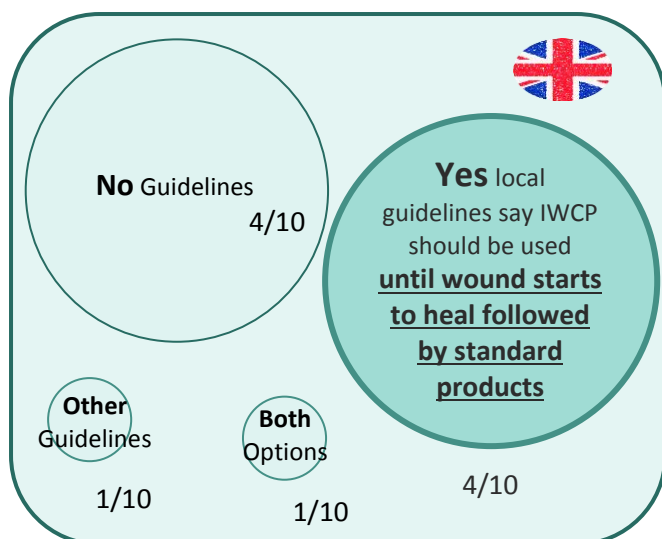 No Guidelines
4/10
Yes local
guidelines say IWCP
should be used
until wound starts
to heal followed
by standard
products
4/10
Other
Guidelines
1/10
Both
Options
1/10